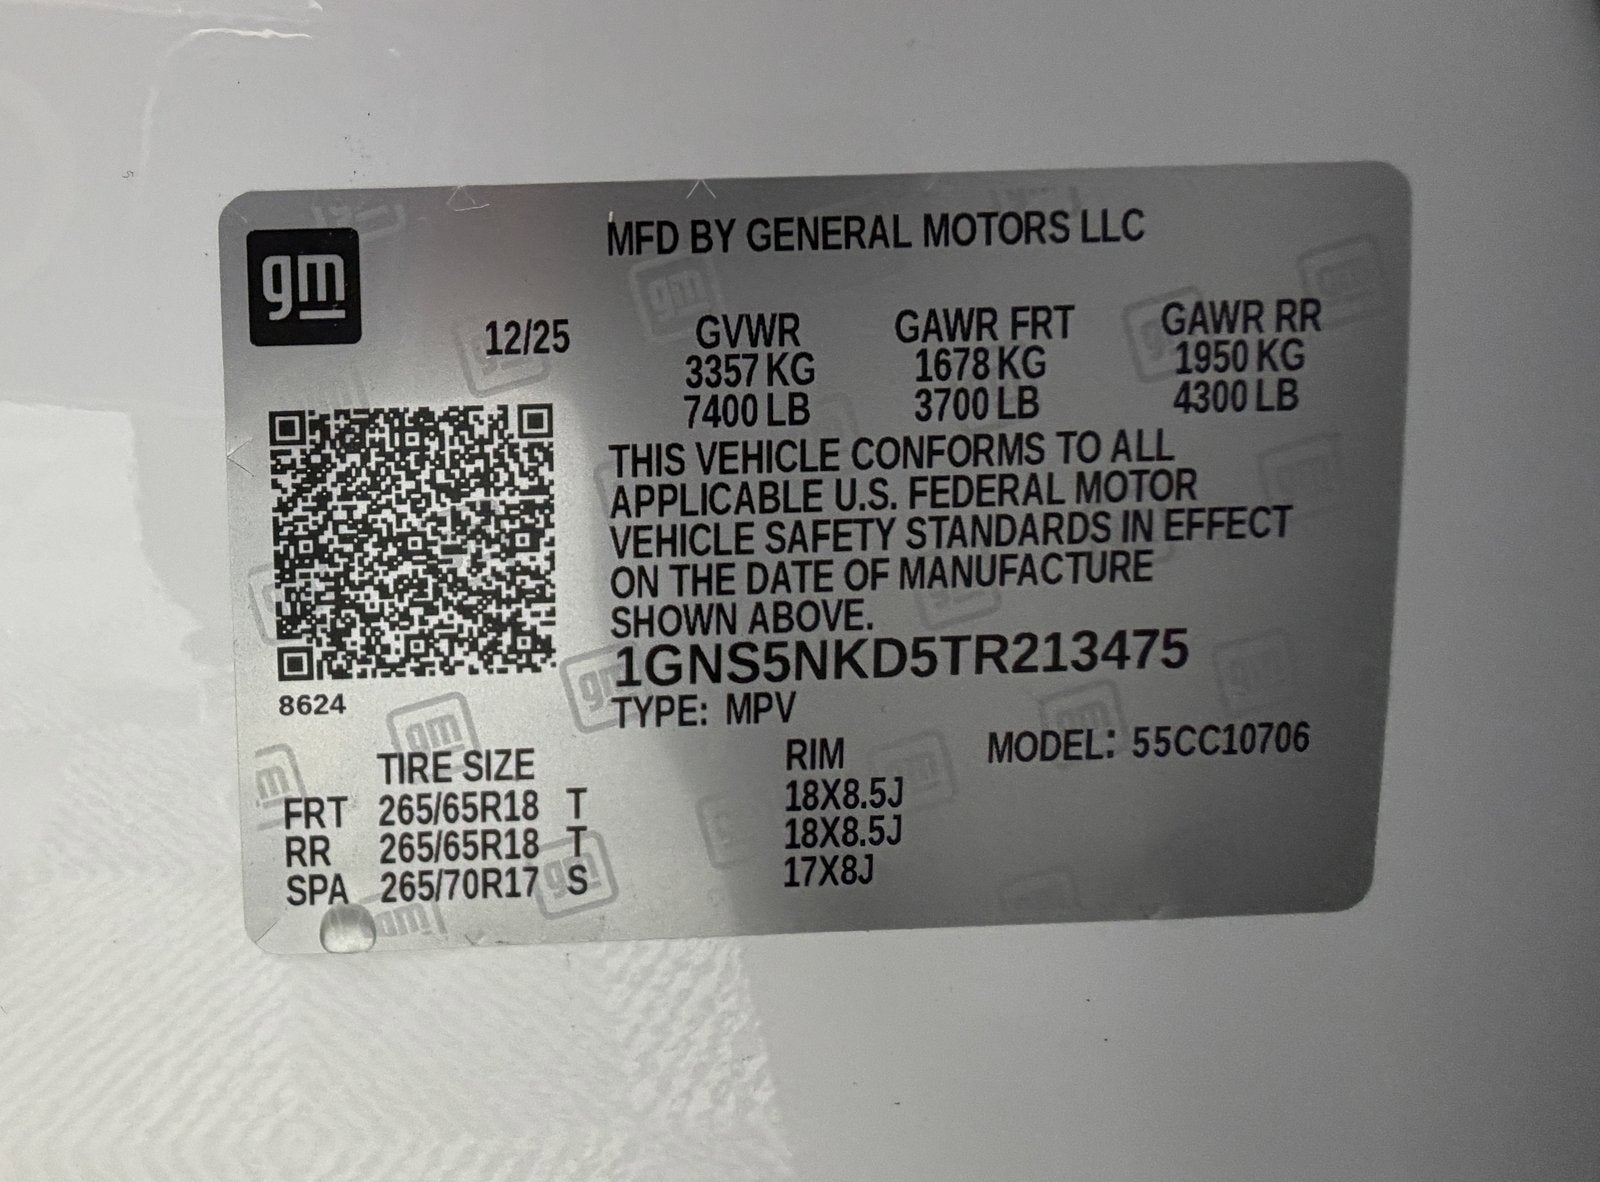 gm
MFD BY GENERAL MOTORS LLC
12/25 GVWR GAWR FRT GAWR RR
3357 KG 1678 KG 1950 KG
7400 LB 3700 LB 4300 LB
THIS VEHICLE CONFORMS TO ALL
APPLICABLE U.S. FEDERAL MOTOR
VEHICLE SAFETY STANDARDS IN EFFECT
ON THE DATE OF MANUFACTURE
SHOWN ABOVE.
1GNS5NKD5TR213475
8624
TYPE: MPV
MODEL: 55CC10706
TIRE SIZE RIM
FRT 265/65R18 T 18X8.5J
RR 265/65R18 T 18X8.5J
SPA 265/70R17 S 17X8J